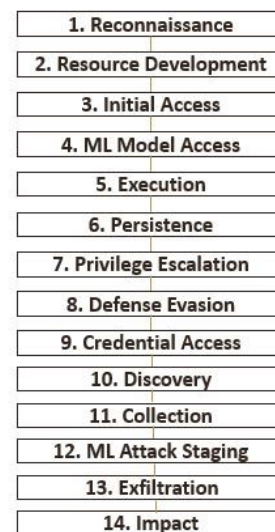 1. Reconnaissance
2. Resource Development
3. Initial Access
4. ML Model Access
5. Execution
6. Persistence
7. Privilege Escalation
8. Defense Evasion
9. Credential Access
10. Discovery
11. Collection
12. ML Attack Staging
13. Exfiltration
14. Impact